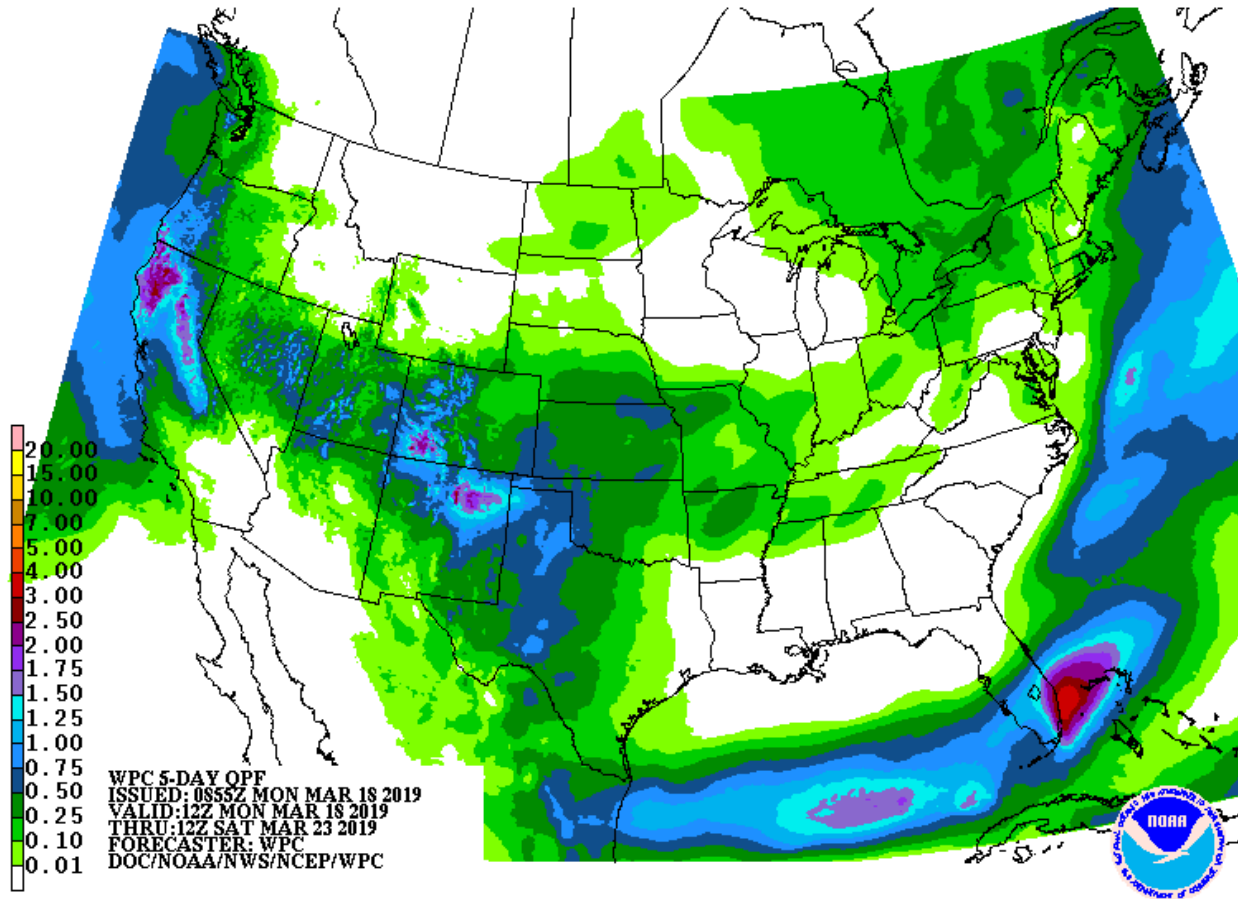 20.00
15.00
10.00
7.00
5.00
4.00
3.00
2.50
2.00
1.75
1.50
1.25
1.00
0.75
0.50
0.25
0.10
0.01
WPC 5-DAY QPF
ISSUED: 0855Z MON MAR 18 2019
VALID:12Z MON MAR 18 2019
THRU:12Z SAT MAR 23 2019
FORECASTER: WPC
DOC/NOAA/NWS/NCEP/WPC
NOAA